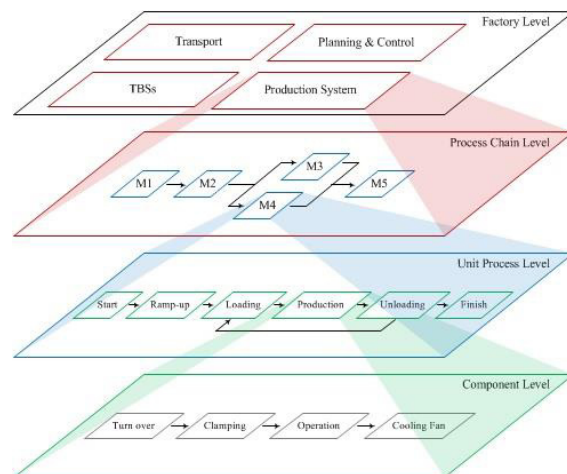 Factory Level
Transport
Planning & Control
TBSs
Production System
Process Chain Level
M1
M2
M3
M4
M5
Unit Process Level
Start
Ramp-up
Loading
Production
Unloading
Finish
Component Level
Turn over
Clamping
Operation
Cooling Fan